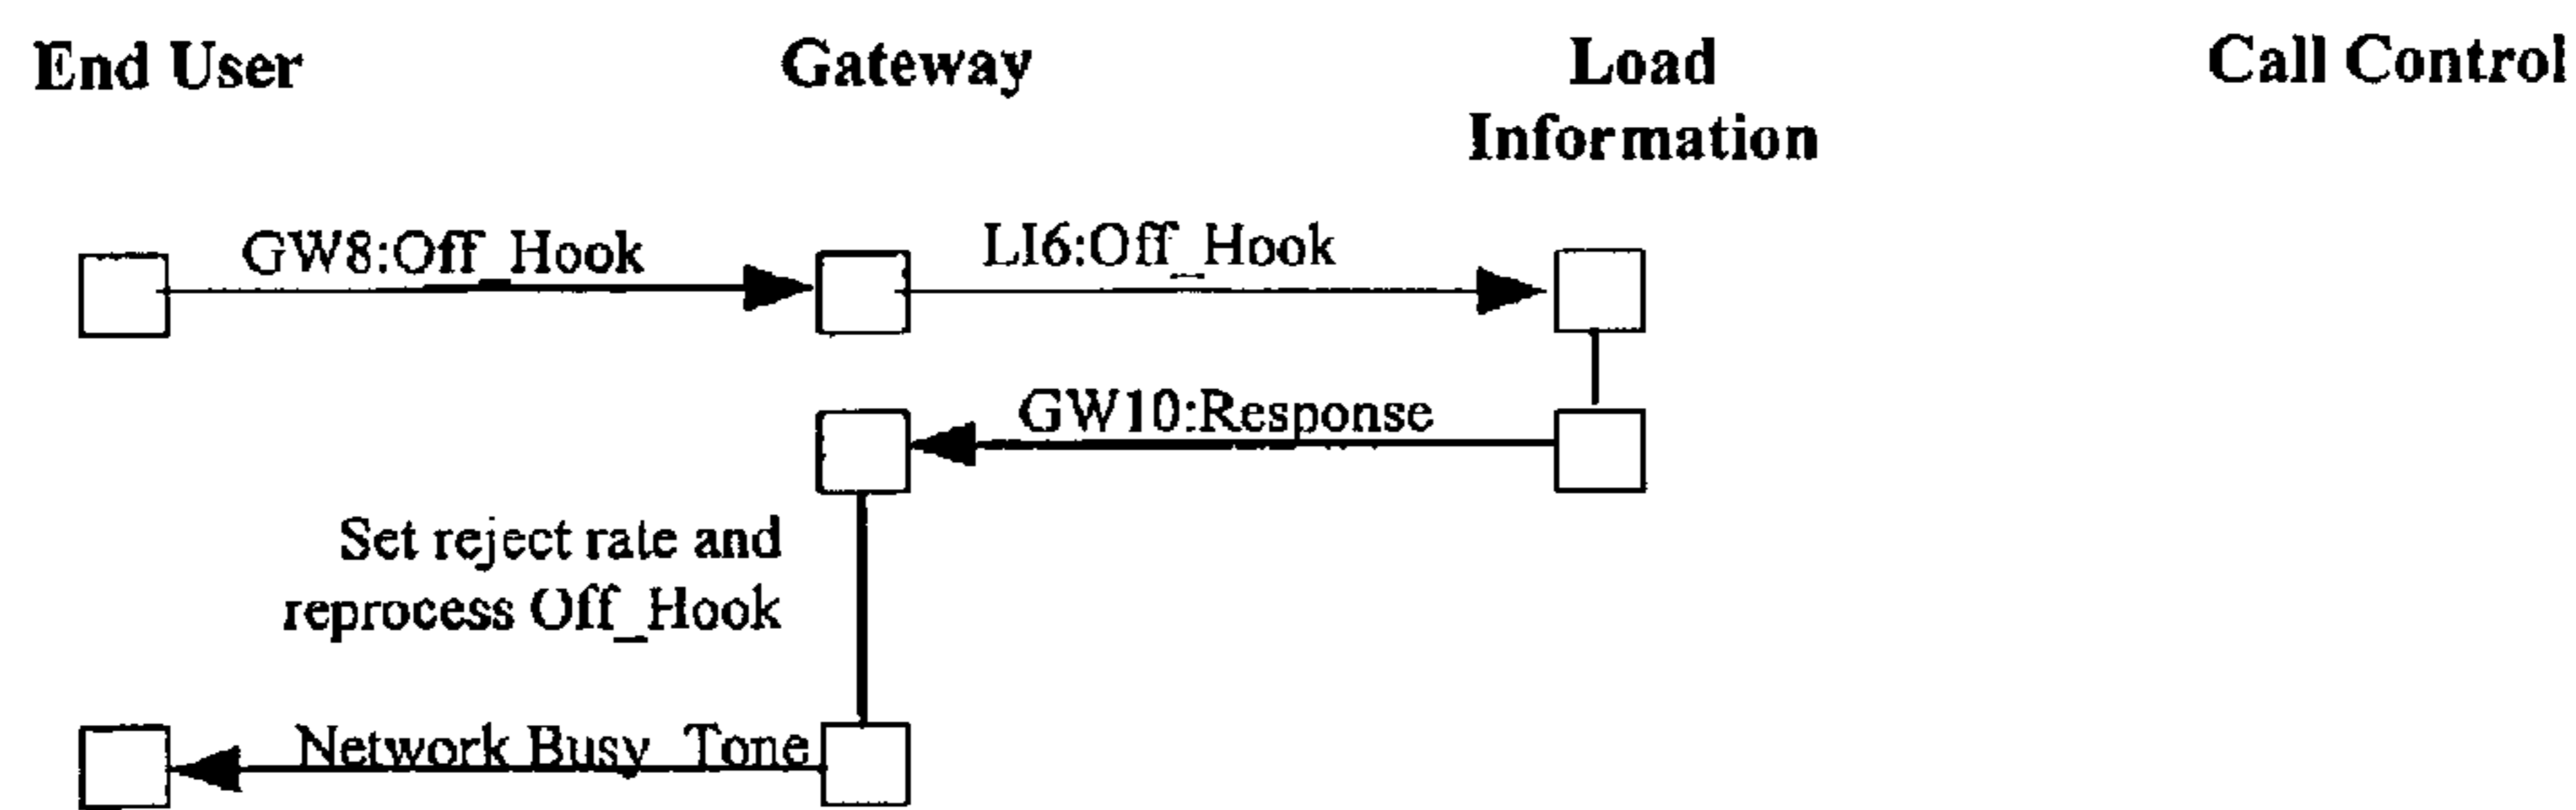 End User
Gateway
Load
Information
Call Control
GW8:Off_Hook
LI6:Off_Hook
GW10:Response
Set reject rate and
reprocess Off_Hook
Network Busy_Tone